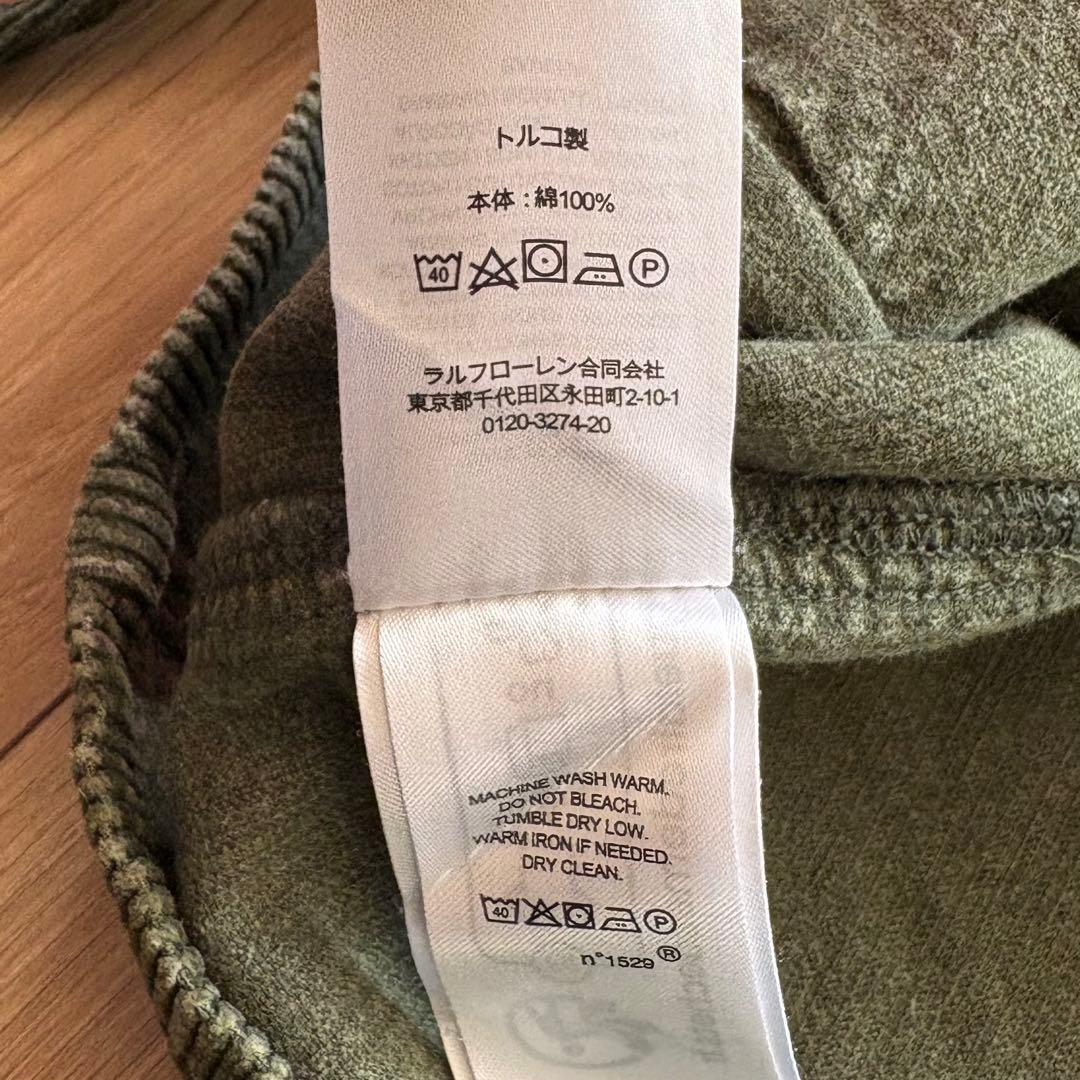 トルコ製
本体 : 綿100%
40 P
ラルフローレン合同会社
東京都千代田区永田町2-10-1
0120-3274-20
MACHINE WASH WARM.
DO NOT BLEACH.
TUMBLE DRY LOW.
WARM IRON IF NEEDED.
DRY CLEAN.
40 P
n°1529®